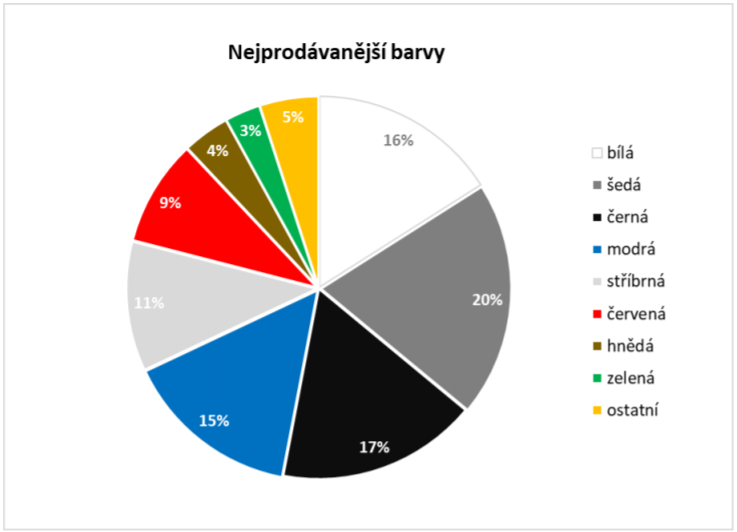 Nejprodávanější barvy
5%
3%
16%
4%
9%
20%
11%
15%
17%
bílá
šedá
černá
modrá
stříbrná
červená
hnědá
zelená
ostatní